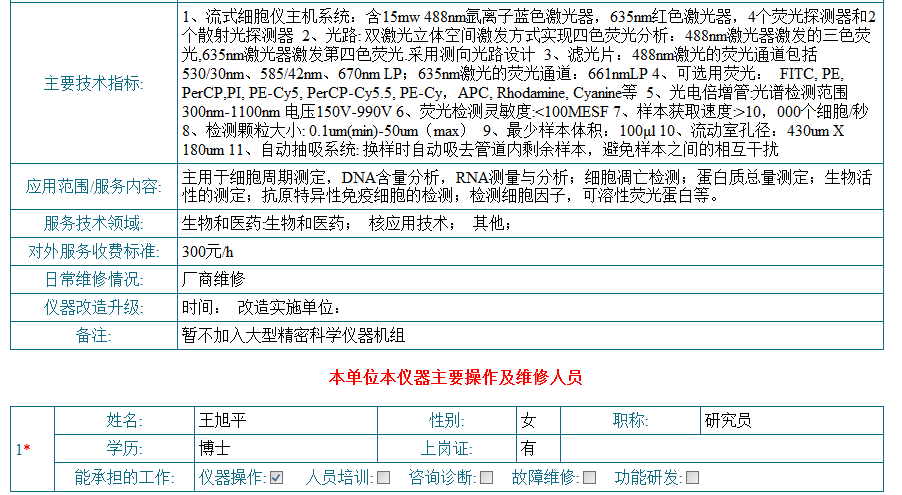 1、流式细胞仪主机系统：含15mw 488nm氩离子蓝色激光器，635nm红色激光器，4个荧光探测器和2
个散射光探测器 2、光路: 双激光立体空间激发方式实现四色荧光分析：488nm激光器激发的三色荧
主要技术指标:
光,635nm激光器激发第四色荧光.采用测向光路设计 3、滤光片：488nm激光的荧光通道包括
530/30nm、585/42nm、670nm LP；635nm激光的荧光通道：661nmLP 4、可选用荧光： FITC, PE,
PerCP,PI, PE-Cy5, PerCP-Cy5.5, PE-Cy，APC, Rhodamine, Cyanine等 5、光电倍增管:光谱检测范围
300nm-1100nm 电压150V-990V 6、荧光检测灵敏度:<100MESF 7、样本获取速度:>10，000个细胞/秒
8、检测颗粒大小: 0.1um(min)-50um（max） 9、最少样本体积：100μl 10、流动室孔径：430um X
180um 11、自动抽吸系统: 换样时自动吸去管道内剩余样本，避免样本之间的相互干扰
应用范围/服务内容:
主用于细胞周期测定，DNA含量分析，RNA测量与分析；细胞凋亡检测；蛋白质总量测定；生物活
性的测定；抗原特异性免疫细胞的检测；检测细胞因子，可溶性荧光蛋白等。
服务技术领域: 生物和医药:生物和医药； 核应用技术； 其他；
对外服务收费标准: 300元/h
日常维修情况: 厂商维修
仪器改造升级: 时间： 改造实施单位：
备注: 暂不加入大型精密科学仪器机组
本单位本仪器主要操作及维修人员
1* 姓名: 王旭平 性别: 女 职称: 研究员
学历: 博士 上岗证: 有
能承担的工作: 仪器操作: 人员培训: 咨询诊断: 故障维修: 功能研发: